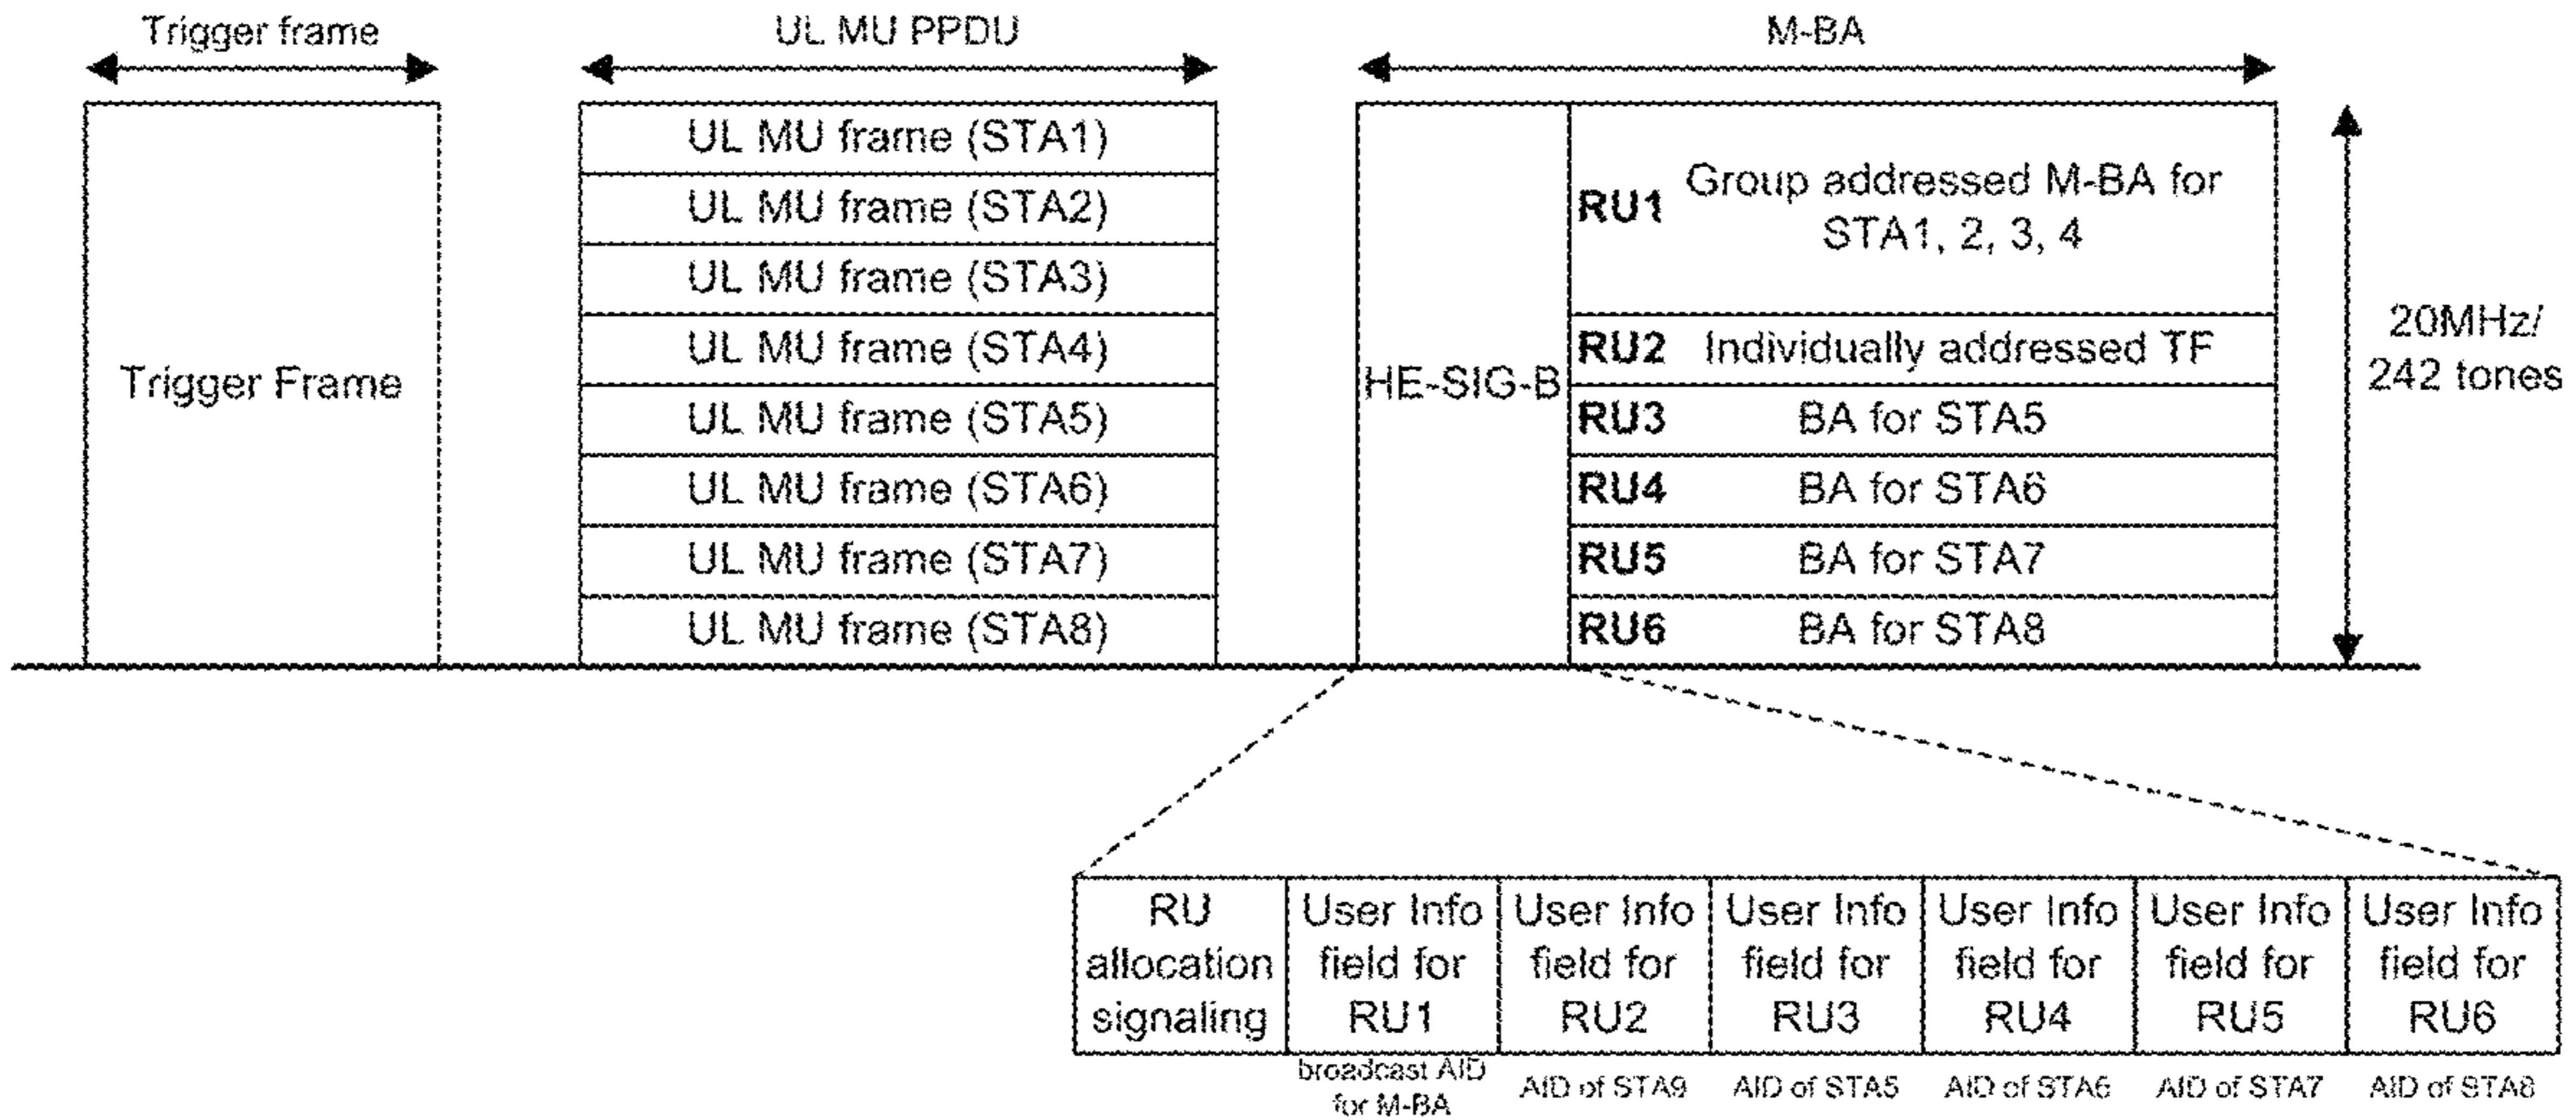 Trigger frame
UL MU PPDU
M-BA
Trigger Frame
UL MU frame (STA1)
UL MU frame (STA2)
UL MU frame (STA3)
UL MU frame (STA4)
UL MU frame (STA5)
UL MU frame (STA6)
UL MU frame (STA7)
UL MU frame (STA8)
HE-SIG-B
RU1 Group addressed M-BA for
STA1, 2, 3, 4
RU2 Individually addressed TF
RU3 BA for STA5
RU4 BA for STA6
RU5 BA for STA7
RU6 BA for STA8
20MHz/
242 tones
RU
allocation
signaling
User Info
field for
RU1
User Info
field for
RU2
User Info
field for
RU3
User Info
field for
RU4
User Info
field for
RU5
User Info
field for
RU6
broadcast AID
for M-BA
AID of STA9
AID of STA5
AID of STA6
AID of STA7
AID of STA8